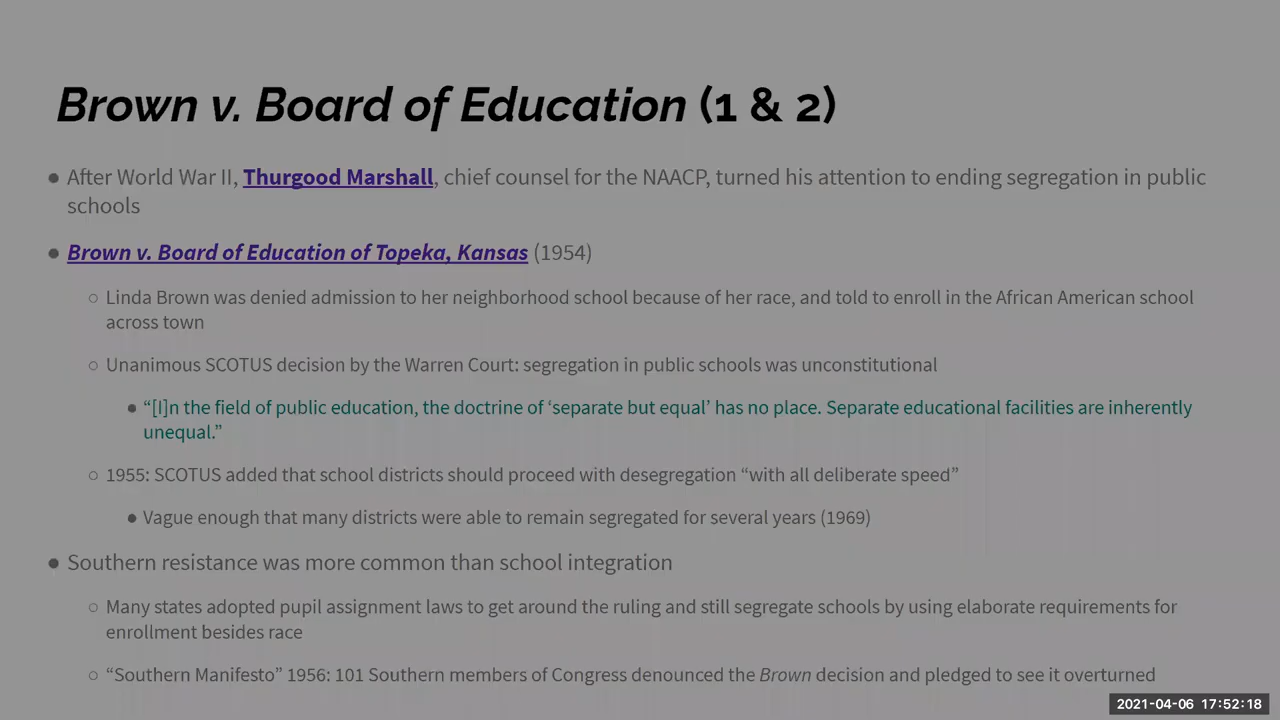 Brown v. Board of Education (1 & 2)
● After World War II, Thurgood Marshall, chief counsel for the NAACP, turned his attention to ending segregation in public
schools
● Brown v. Board of Education of Topeka, Kansas (1954)
○ Linda Brown was denied admission to her neighborhood school because of her race, and told to enroll in the African American school
across town
○ Unanimous SCOTUS decision by the Warren Court: segregation in public schools was unconstitutional
● “[I]n the field of public education, the doctrine of ‘separate but equal’ has no place. Separate educational facilities are inherently
unequal.”
○ 1955: SCOTUS added that school districts should proceed with desegregation “with all deliberate speed”
● Vague enough that many districts were able to remain segregated for several years (1969)
● Southern resistance was more common than school integration
○ Many states adopted pupil assignment laws to get around the ruling and still segregate schools by using elaborate requirements for
enrollment besides race
○ “Southern Manifesto” 1956: 101 Southern members of Congress denounced the Brown decision and pledged to see it overturned
2021-04-06 17:52:18